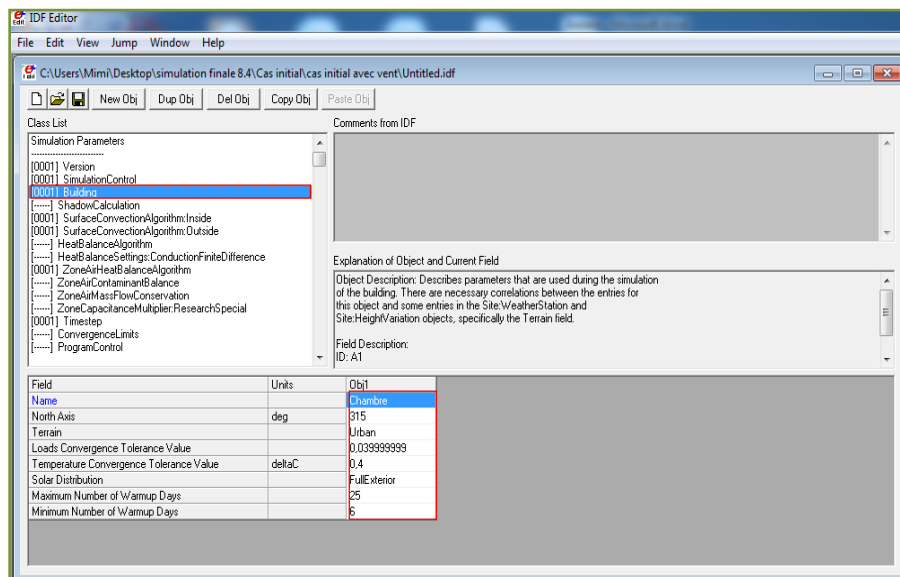 IDF Editor
File Edit View Jump Window Help
C:\Users\Mimi\Desktop\simulation finale 8.4\Cas initial\cas initial avec vent\Untitled.idf
New Obj Dup Obj Del Obj Copy Obj Paste Obj
Class List
Comments from IDF
Simulation Parameters
--------------------------
[0001] Version
[0001] SimulationControl
[0001] Building
[------] ShadowCalculation
[0001] SurfaceConvectionAlgorithm:Inside
[0001] SurfaceConvectionAlgorithm:Outside
[------] HeatBalanceAlgorithm
[------] HeatBalanceSettings:ConductionFiniteDifference
[0001] ZoneAirHeatBalanceAlgorithm
[------] ZoneAirContaminantBalance
[------] ZoneAirMassFlowConservation
[------] ZoneCapacitanceMultiplier:ResearchSpecial
[0001] Timestep
[------] ConvergenceLimits
[------] ProgramControl
Explanation of Object and Current Field
Object Description: Describes parameters that are used during the simulation
of the building. There are necessary correlations between the entries for
this object and some entries in the Site:WeatherStation and
Site:HeightVariation objects, specifically the Terrain field.
Field Description:
ID: A1
Field Units Obj1
Name Chambre
North Axis deg 315
Terrain Urban
Loads Convergence Tolerance Value 0,039999999
Temperature Convergence Tolerance Value deltaC 0,4
Solar Distribution FullExterior
Maximum Number of Warmup Days 25
Minimum Number of Warmup Days 6